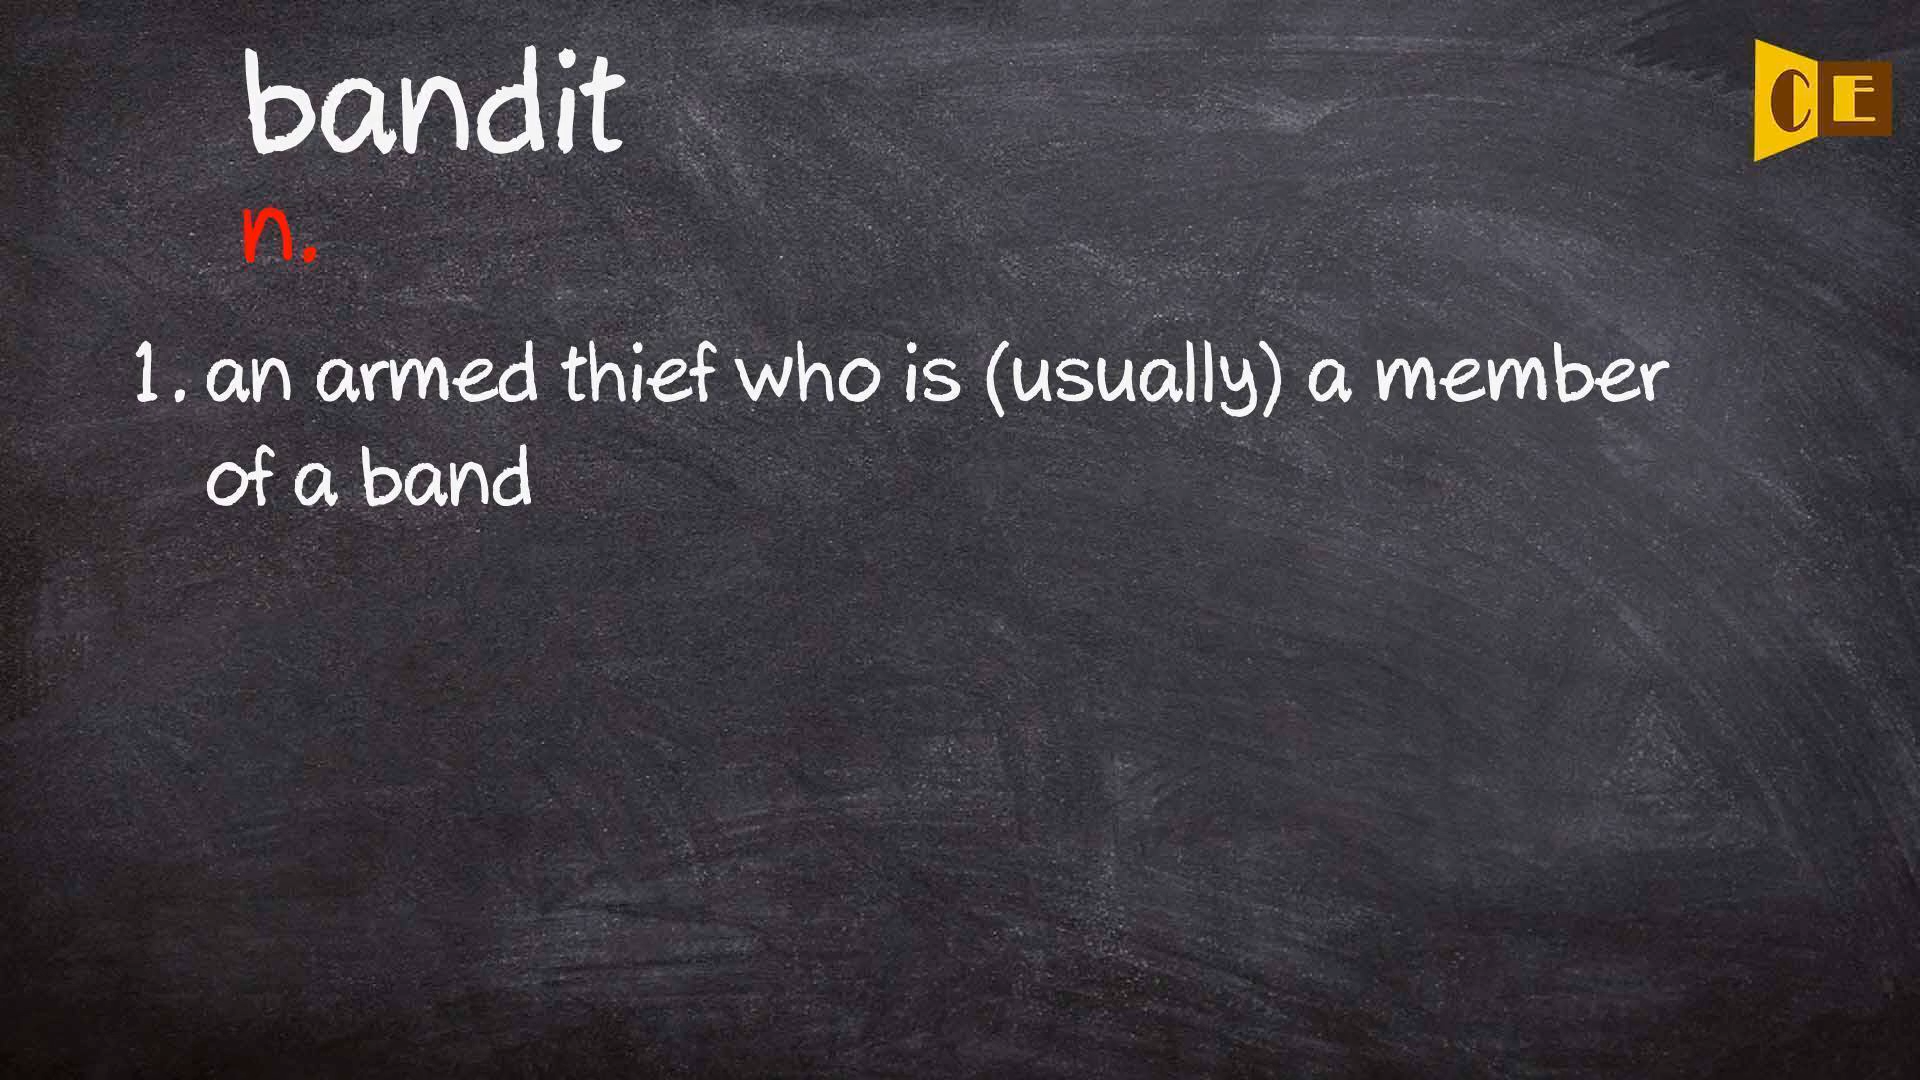 bandit
CE
n.
1. an armed thief who is (usually) a member
of a band